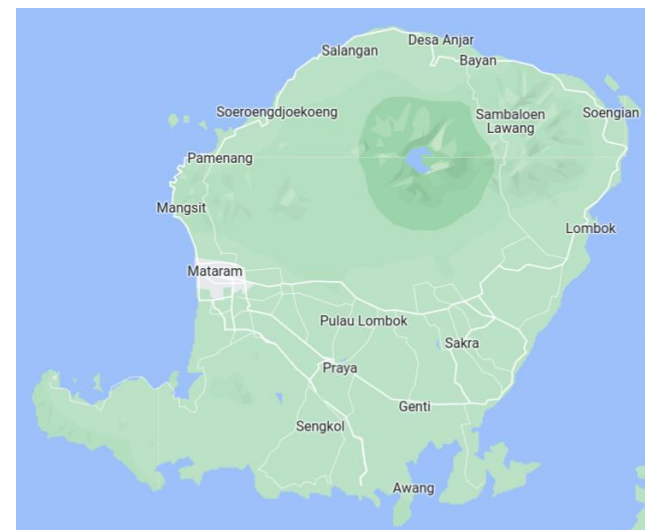 Desa Anjar
Salangan
Bayan
Soeroengdjoekoeng
Sambaloen
Lawang
Soengian
Pamenang
Mangsit
Lombok
Mataram
Pulau Lombok
Sakra
Praya
Genti
Sengkol
Awang